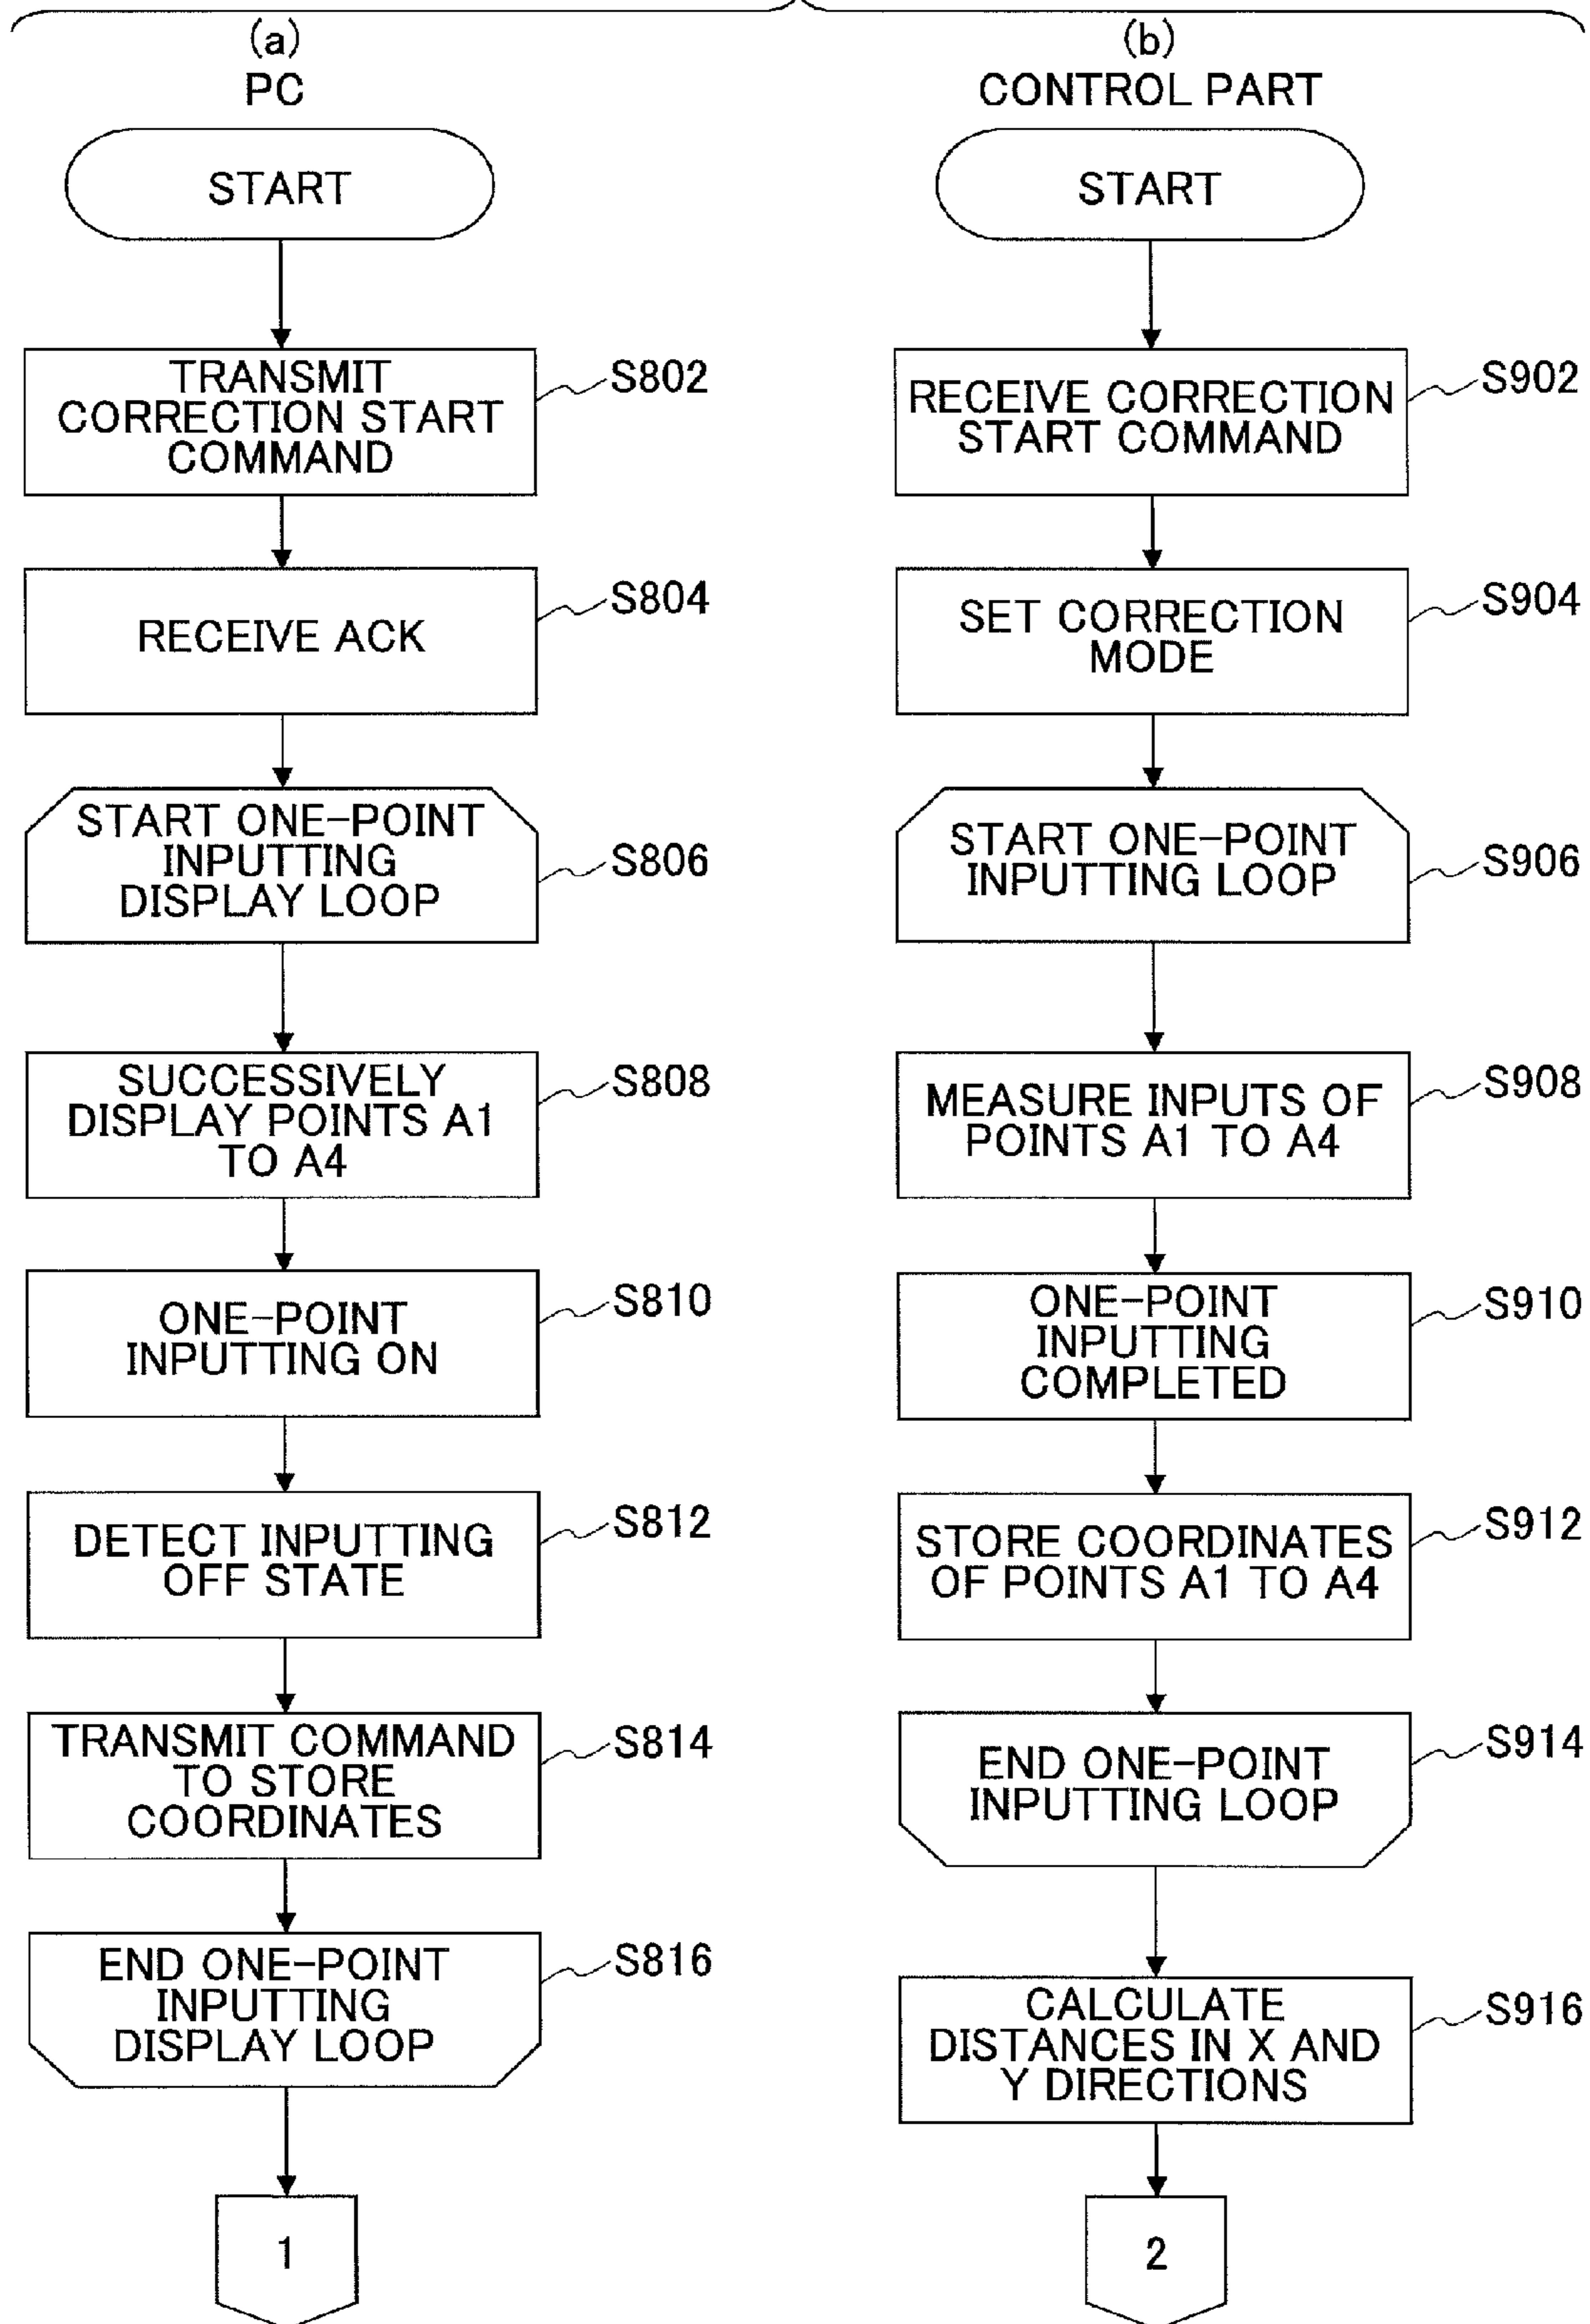 (a)
PC
START
TRANSMIT
CORRECTION START
COMMAND
S802
RECEIVE ACK
S804
START ONE-POINT
INPUTTING
DISPLAY LOOP
S806
SUCCESSIVELY
DISPLAY POINTS A1
TO A4
S808
ONE-POINT
INPUTTING ON
S810
DETECT INPUTTING
OFF STATE
S812
TRANSMIT COMMAND
TO STORE
COORDINATES
S814
END ONE-POINT
INPUTTING
DISPLAY LOOP
S816
1
(b)
CONTROL PART
START
RECEIVE CORRECTION
START COMMAND
S902
SET CORRECTION
MODE
S904
START ONE-POINT
INPUTTING LOOP
S906
MEASURE INPUTS OF
POINTS A1 TO A4
S908
ONE-POINT
INPUTTING
COMPLETED
S910
STORE COORDINATES
OF POINTS A1 TO A4
S912
END ONE-POINT
INPUTTING LOOP
S914
CALCULATE
DISTANCES IN X AND
Y DIRECTIONS
S916
2